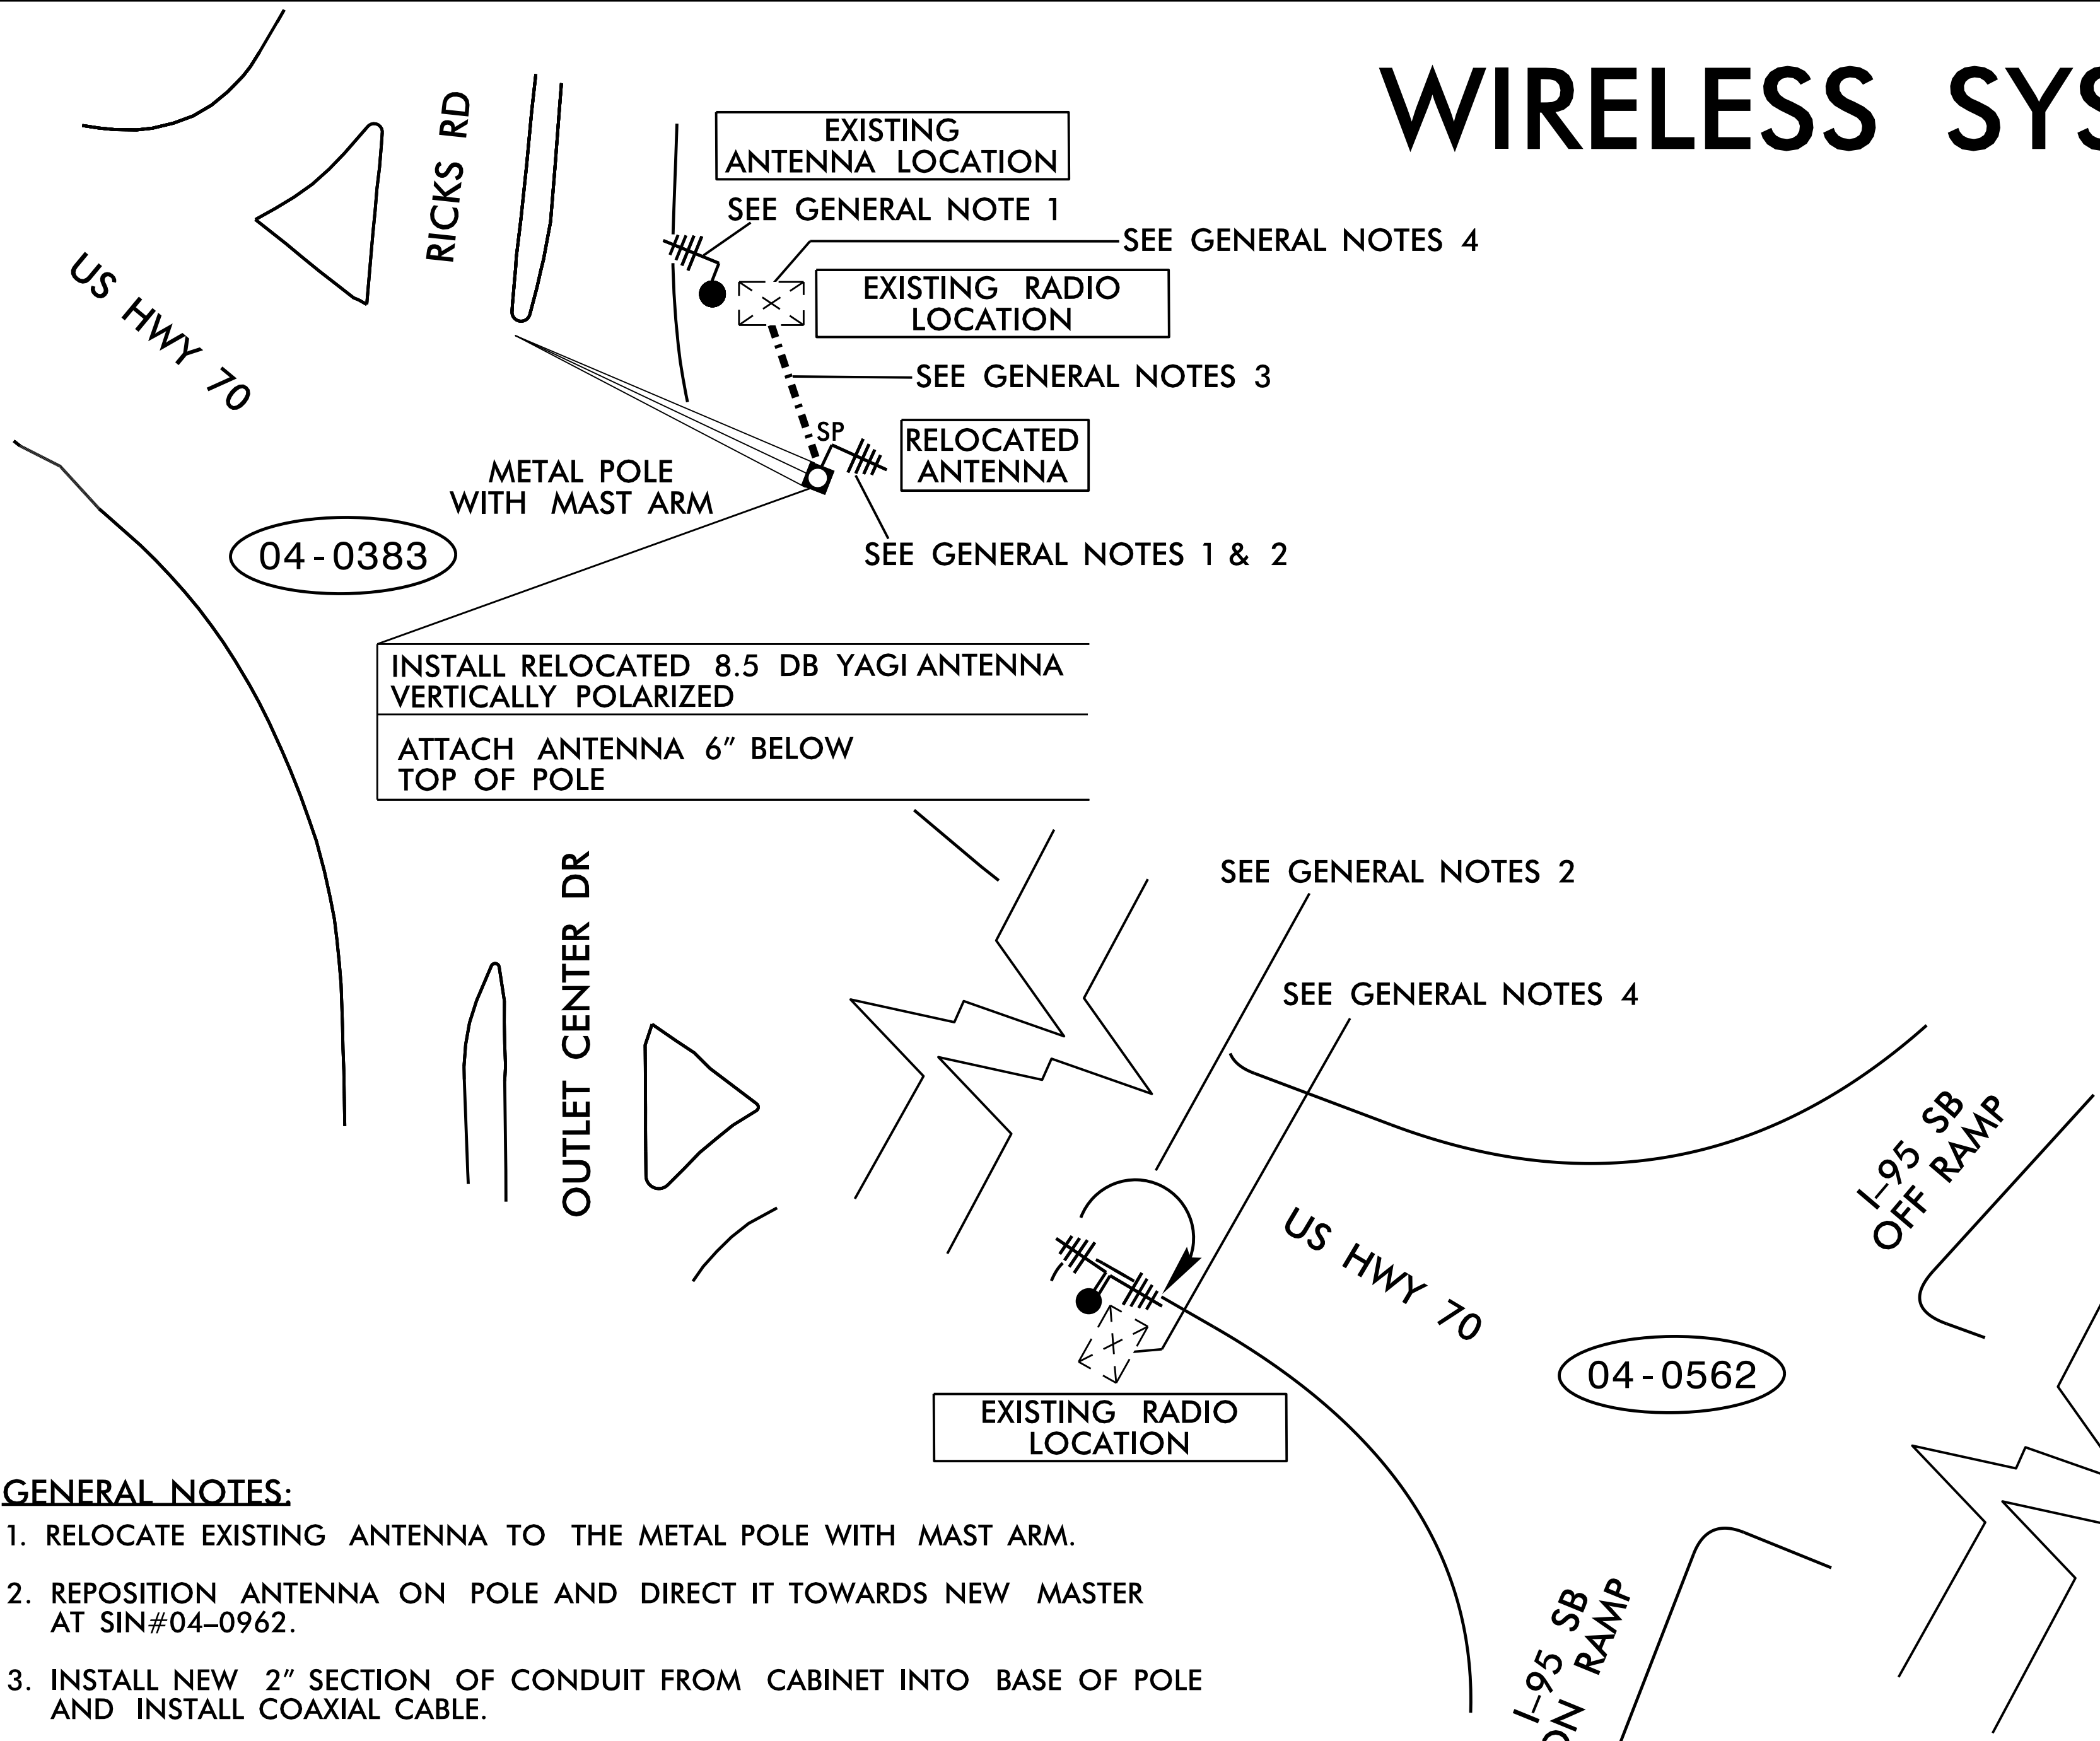 WIRELESS SYS
RICKS RD
EXISTING
ANTENNA LOCATION
SEE GENERAL NOTE 1
SEE GENERAL NOTES 4
EXISTING RADIO
LOCATION
US HWY 70
SEE GENERAL NOTES 3
SP
RELOCATED
ANTENNA
METAL POLE
WITH MAST ARM
04-0383
SEE GENERAL NOTES 1 & 2
INSTALL RELOCATED 8.5 DB YAGI ANTENNA
VERTICALLY POLARIZED
ATTACH ANTENNA 6" BELOW
TOP OF POLE
OUTLET CENTER DR
SEE GENERAL NOTES 2
SEE GENERAL NOTES 4
I-95 SB
OFF RAMP
US HWY 70
04-0562
EXISTING RADIO
LOCATION
I-95 SB
ON RAMP
GENERAL NOTES:
1. RELOCATE EXISTING ANTENNA TO THE METAL POLE WITH MAST ARM.
2. REPOSITION ANTENNA ON POLE AND DIRECT IT TOWARDS NEW MASTER
AT SIN#04-0962.
3. INSTALL NEW 2" SECTION OF CONDUIT FROM CABINET INTO BASE OF POLE
AND INSTALL COAXIAL CABLE.